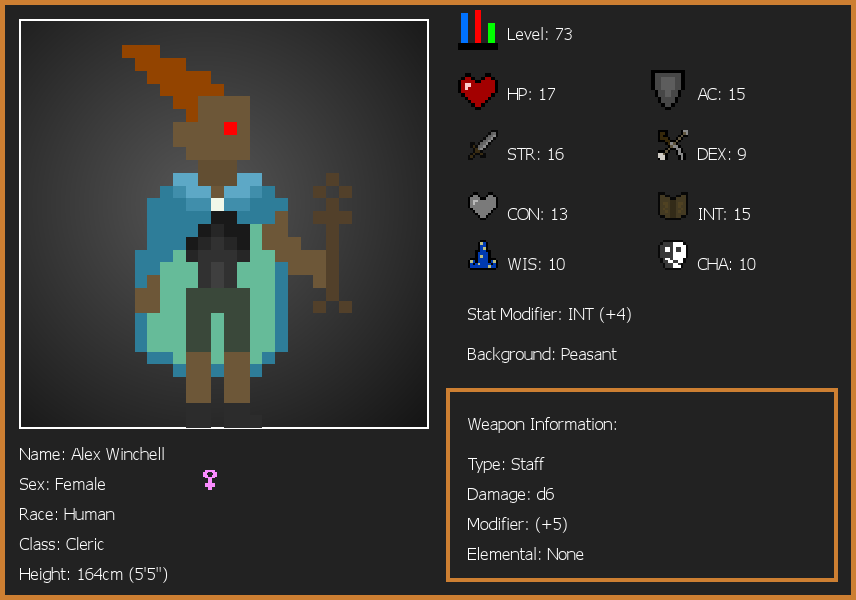 Level: 73
HP: 17
AC: 15
STR: 16
DEX: 9
CON: 13
INT: 15
WIS: 10
CHA: 10
Stat Modifier: INT (+4)
Background: Peasant
Weapon Information:
Type: Staff
Damage: d6
Modifier: (+5)
Elemental: None
Name: Alex Winchell
Sex: Female
Race: Human
Class: Cleric
Height: 164cm (5'5")